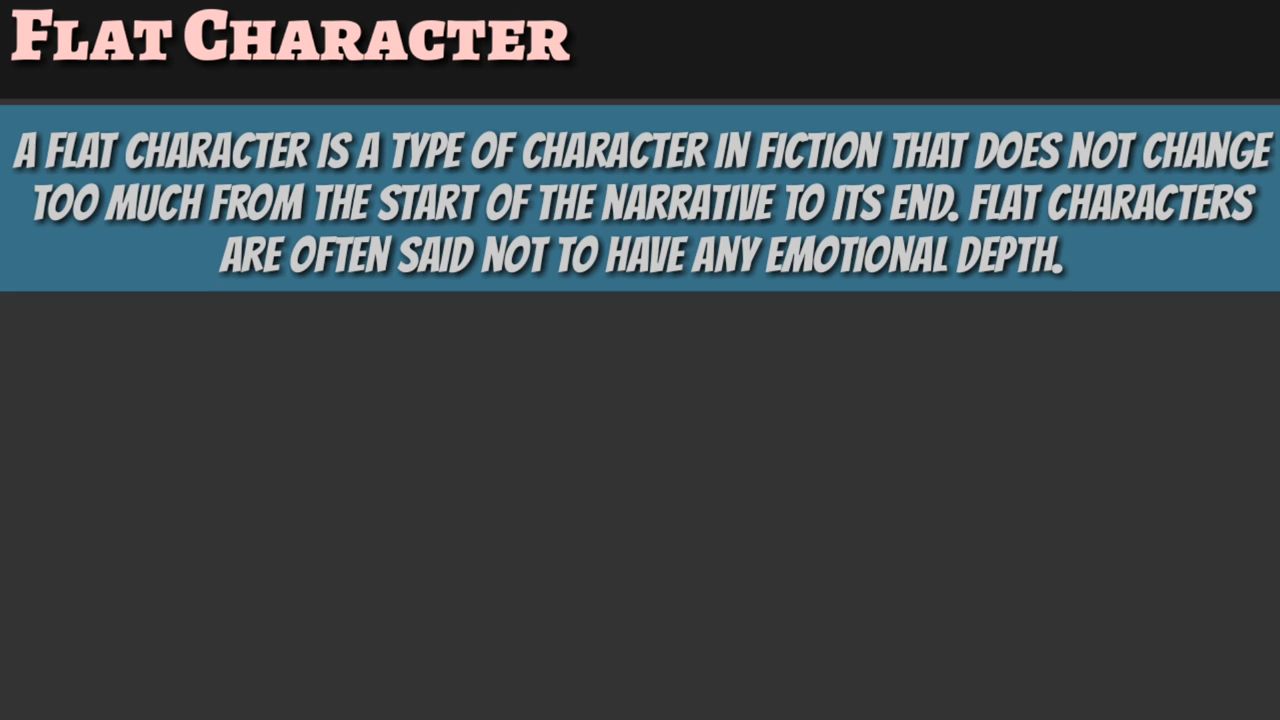 Flat Character
A FLAT CHARACTER IS A TYPE OF CHARACTER IN FICTION THAT DOES NOT CHANGE
TOO MUCH FROM THE START OF THE NARRATIVE TO ITS END. FLAT CHARACTERS
ARE OFTEN SAID NOT TO HAVE ANY EMOTIONAL DEPTH.